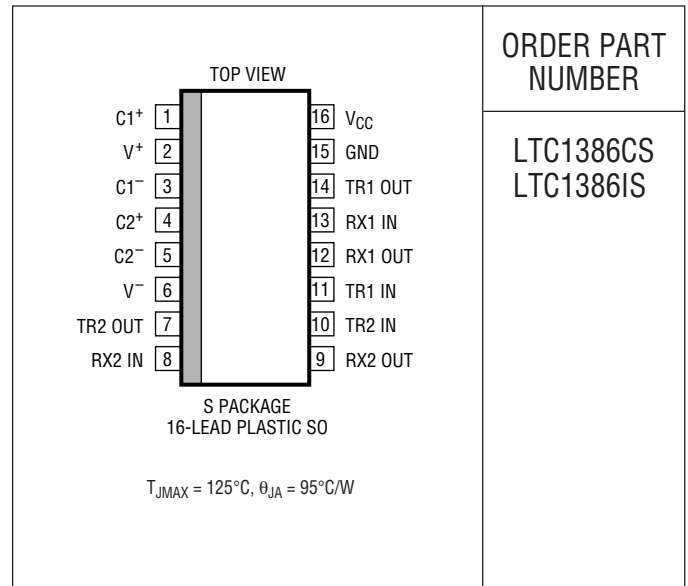 ORDER PART
NUMBER
LTC1386CS
LTC1386IS
TOP VIEW
C1+ 1
V+ 2
C1– 3
C2+ 4
C2– 5
V– 6
TR2 OUT 7
RX2 IN 8
16 VCC
15 GND
14 TR1 OUT
13 RX1 IN
12 RX1 OUT
11 TR1 IN
10 TR2 IN
9 RX2 OUT
S PACKAGE
16-LEAD PLASTIC SO
TJMAX = 125°C, θJA = 95°C/W